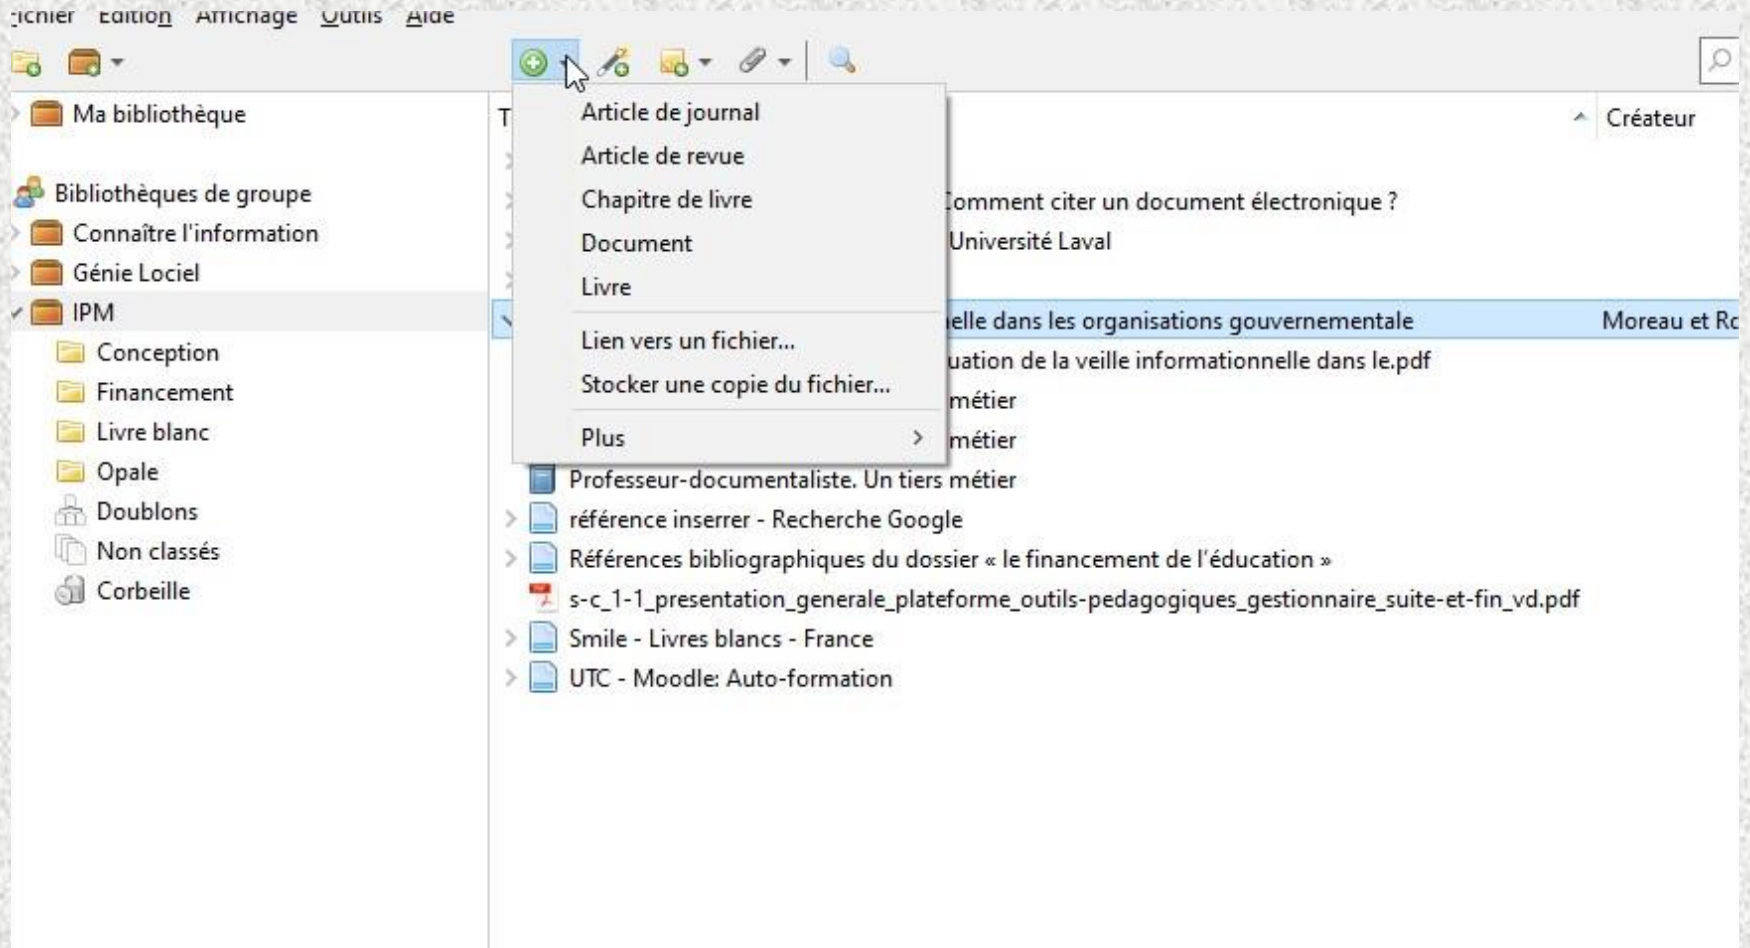 Fichier Edition Affichage Outils Aide
Ma bibliothèque
Bibliothèques de groupe
Connaître l'information
Génie Lociel
IPM
Conception
Financement
Livre blanc
Opale
Doublons
Non classés
Corbeille
Article de journal
Article de revue
Chapitre de livre
Document
Livre
Lien vers un fichier...
Stocker une copie du fichier...
Plus
T
Créateur
Comment citer un document électronique ?
Université Laval
elle dans les organisations gouvernementale
Moreau et Ro
uation de la veille informationnelle dans le.pdf
métier
métier
Professeur-documentaliste. Un tiers métier
référence inserrer - Recherche Google
Références bibliographiques du dossier « le financement de l'éducation »
s-c_1-1_presentation_generale_plateforme_outils-pedagogiques_gestionnaire_suite-et-fin_vd.pdf
Smile - Livres blancs - France
UTC - Moodle: Auto-formation